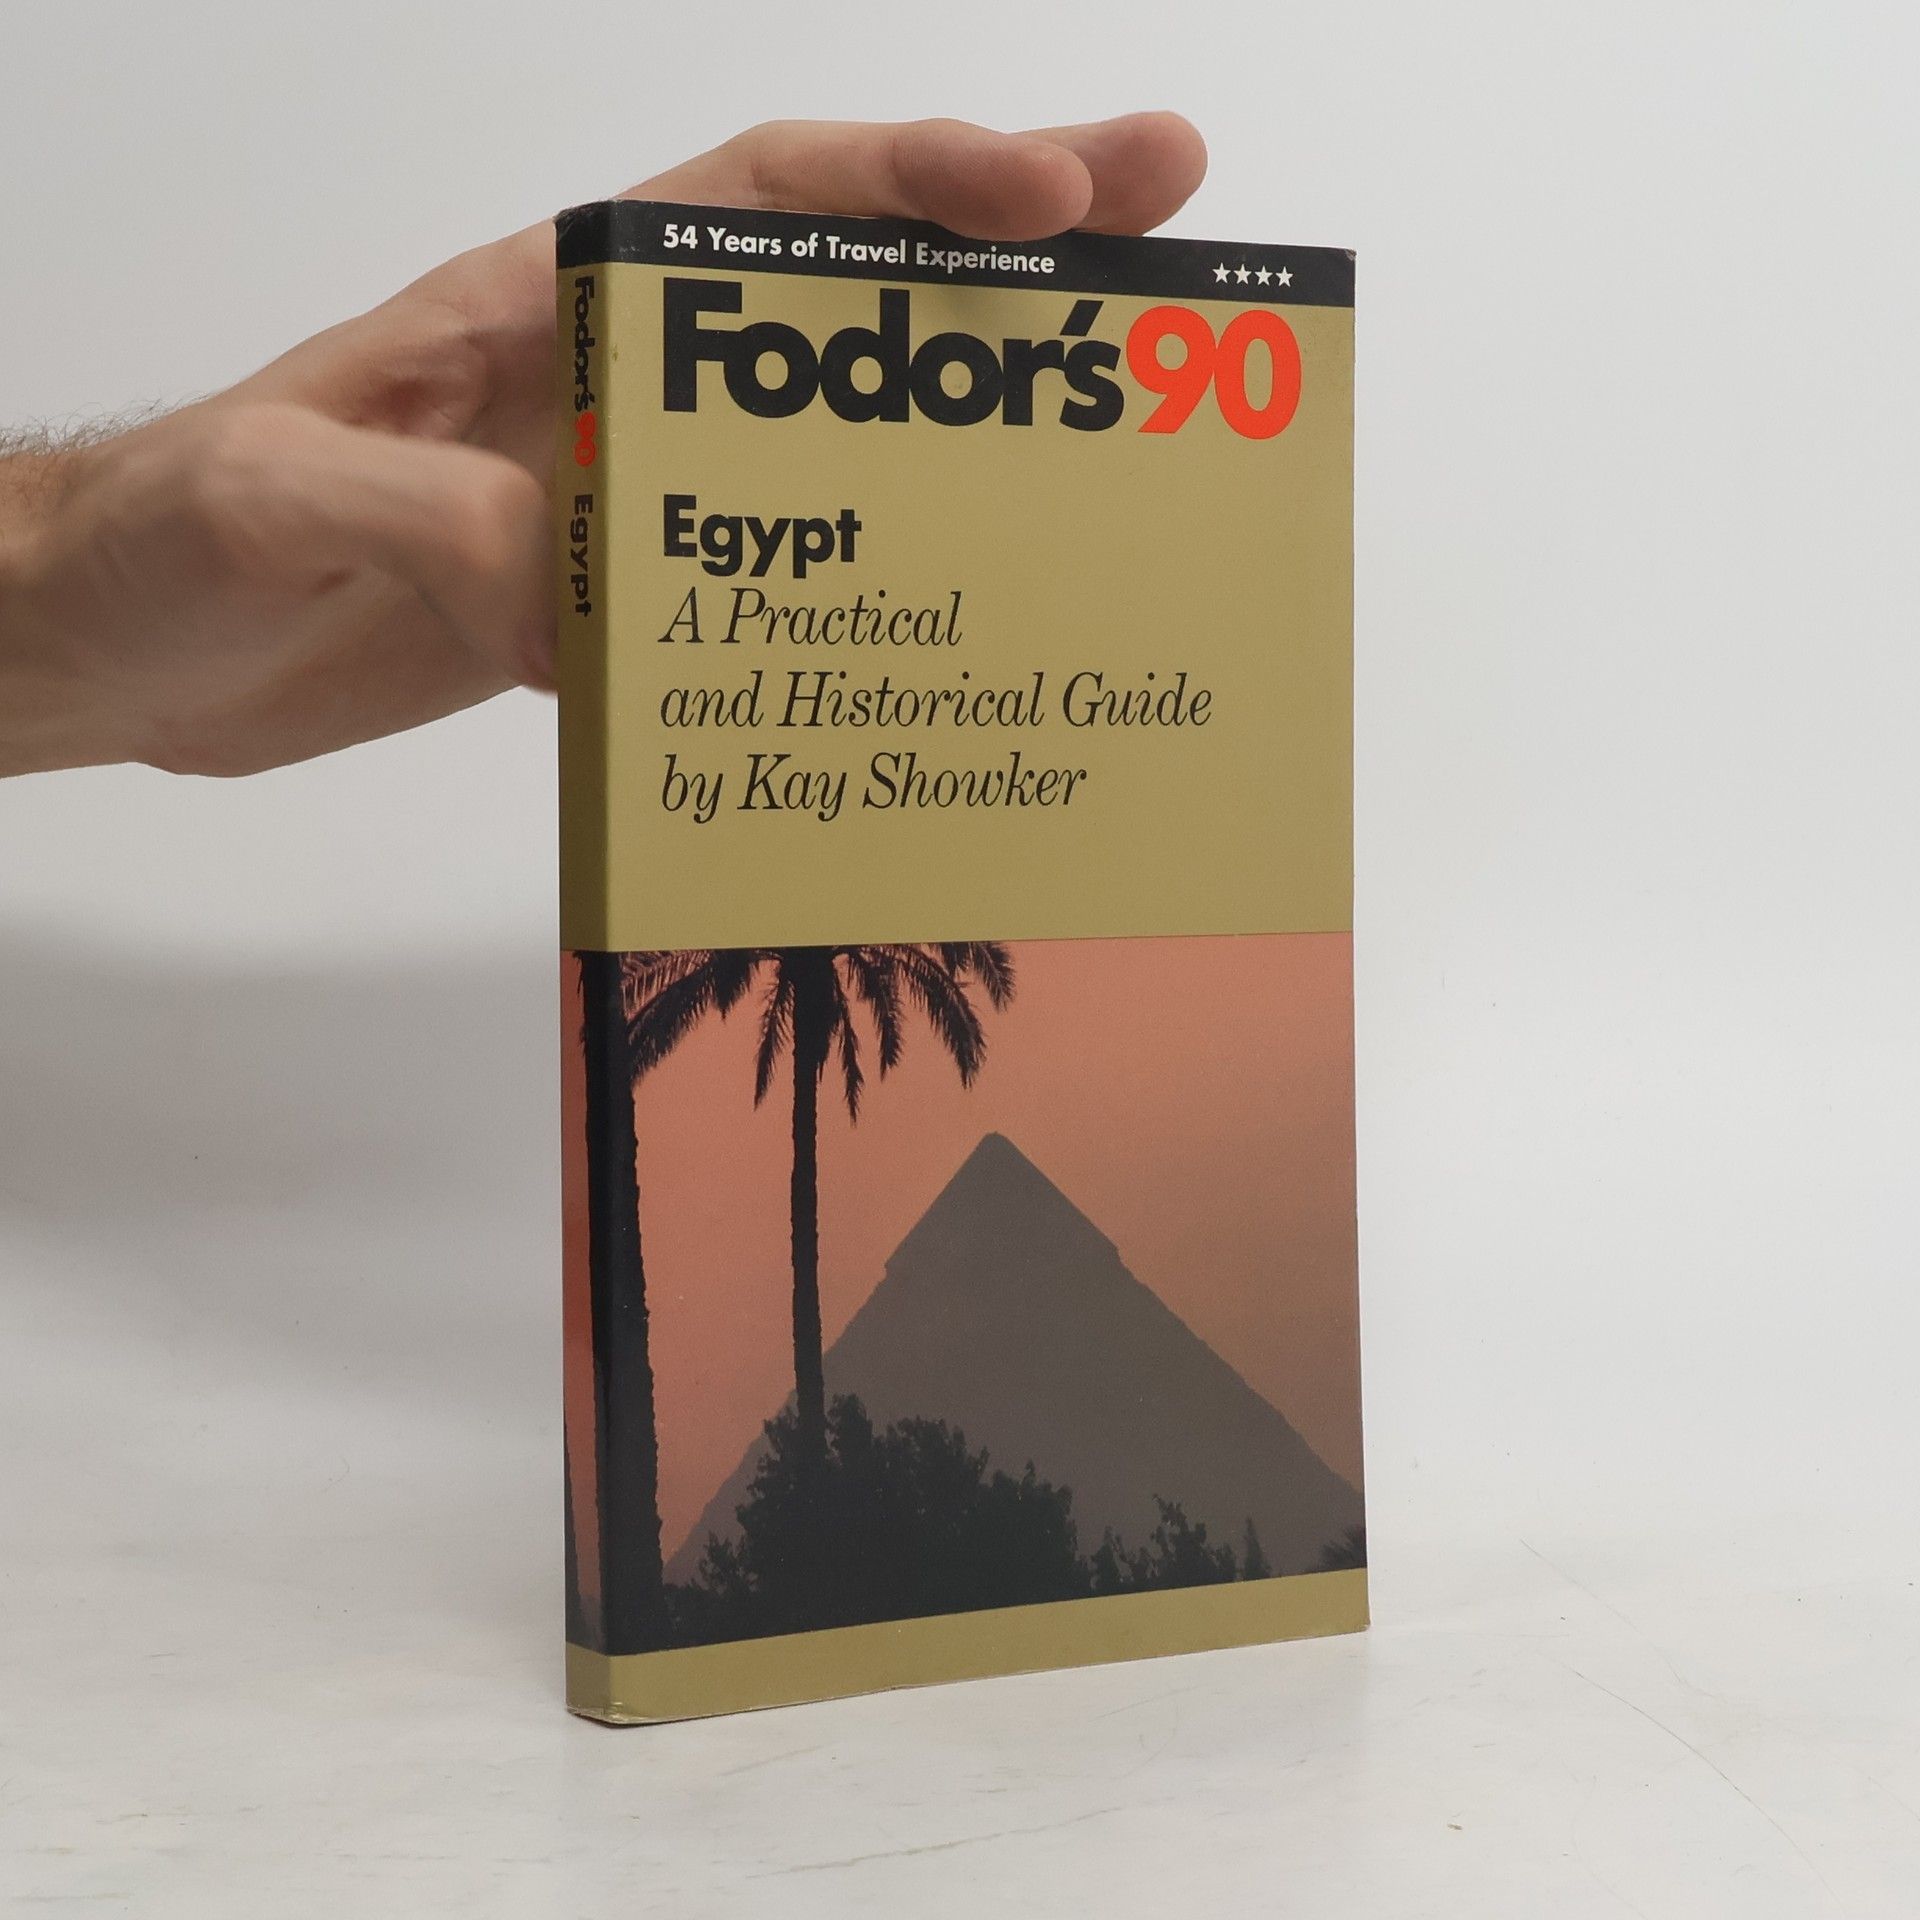 54 Years of Travel Experience
★★★★
Fodor's90
Egypt
A Practical
and Historical Guide
by Kay Showker
Fodor's90 Egypt